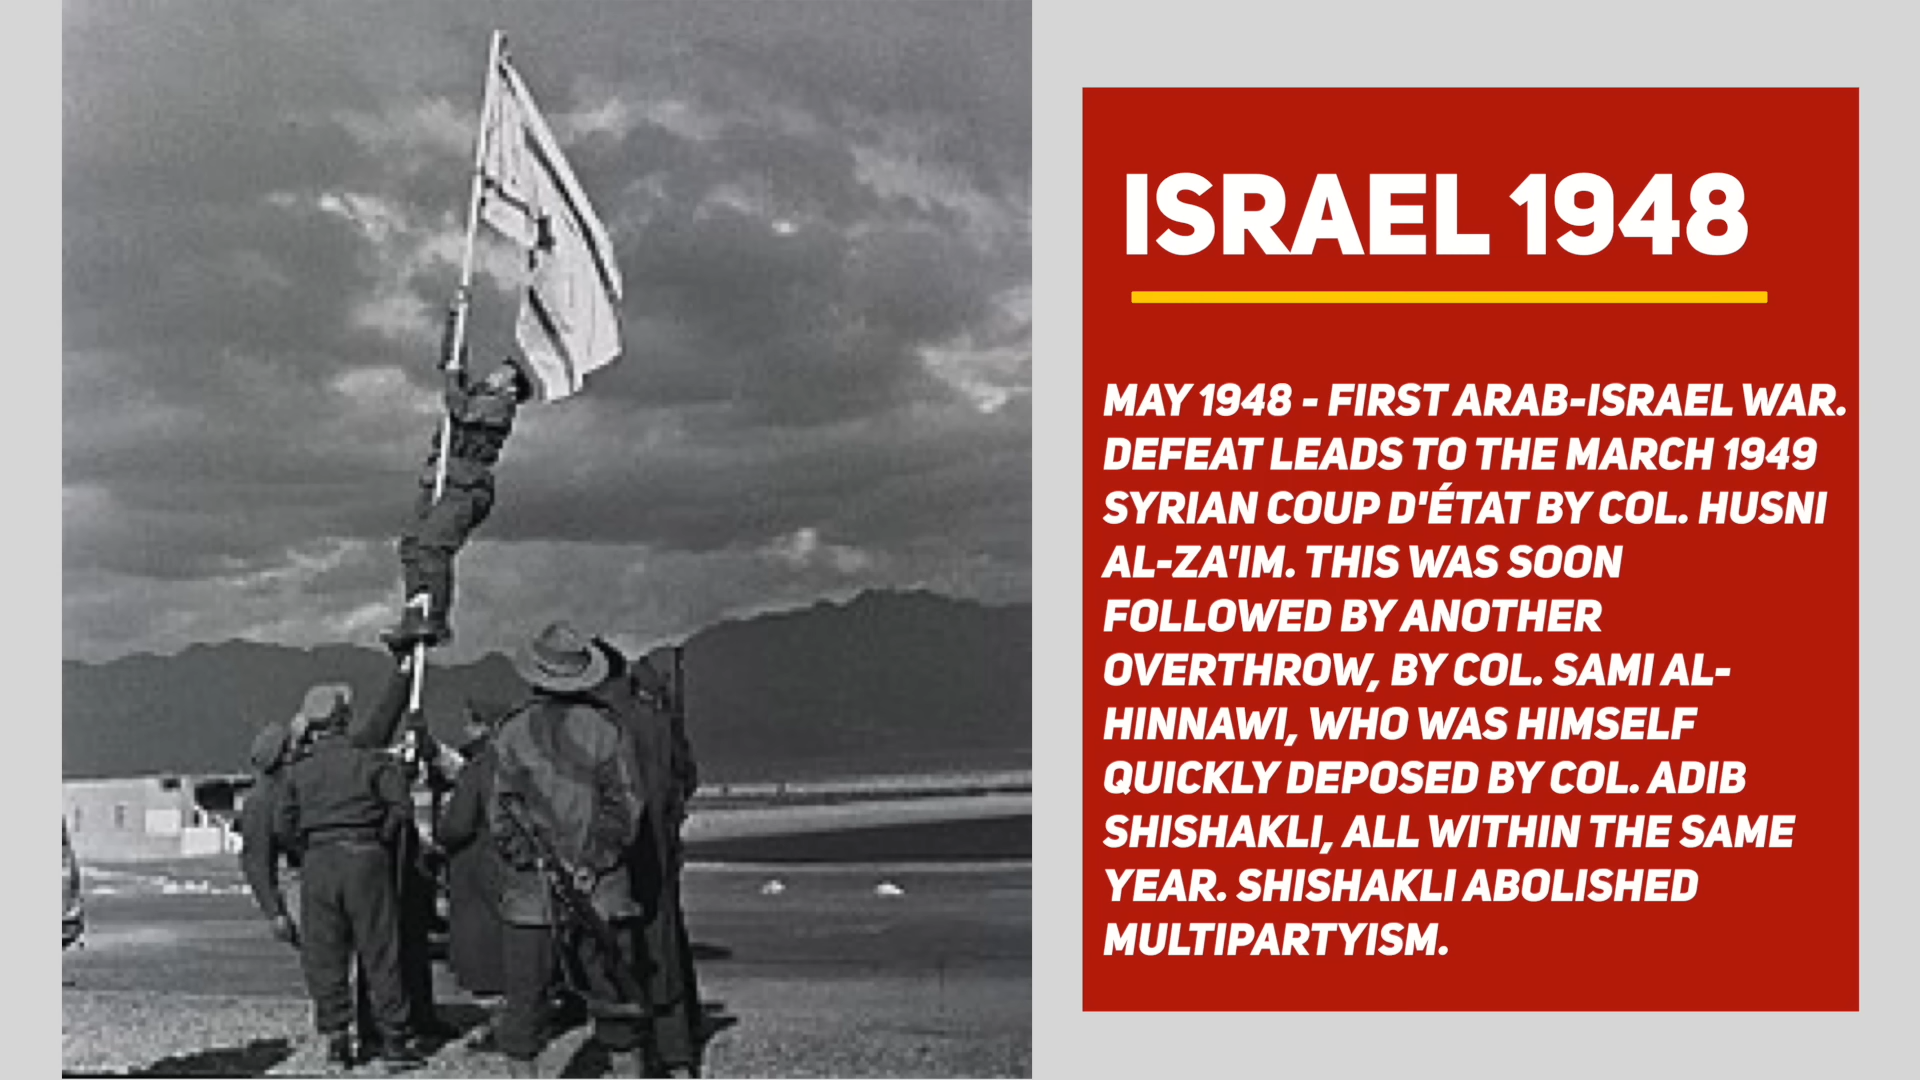 ISRAEL 1948
MAY 1948 - FIRST ARAB-ISRAEL WAR.
DEFEAT LEADS TO THE MARCH 1949
SYRIAN COUP D'ÉTAT BY COL. HUSNI
AL-ZA'IM. THIS WAS SOON
FOLLOWED BY ANOTHER
OVERTHROW, BY COL. SAMI AL-
HINNAWI, WHO WAS HIMSELF
QUICKLY DEPOSED BY COL. ADIB
SHISHAKLI, ALL WITHIN THE SAME
YEAR. SHISHAKLI ABOLISHED
MULTIPARTYISM.